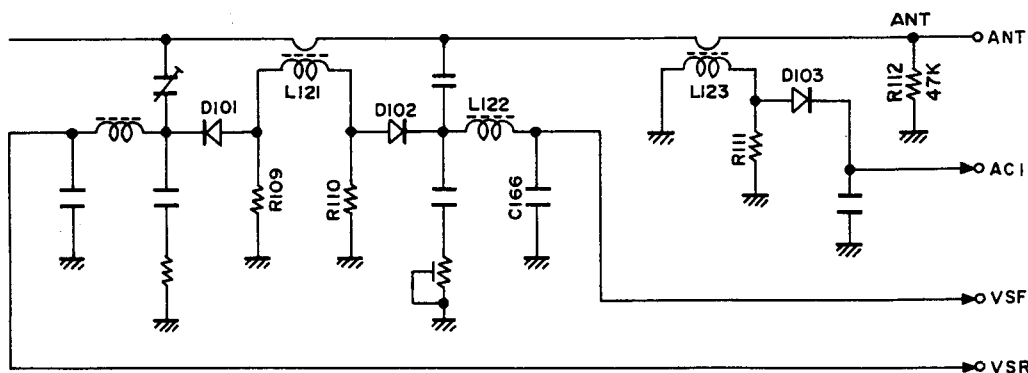 ANT
ANT
R112
47K
D103
L123
L121
D101
D102
L122
R111
R109
R110
C166
AC1
VSF
VSR